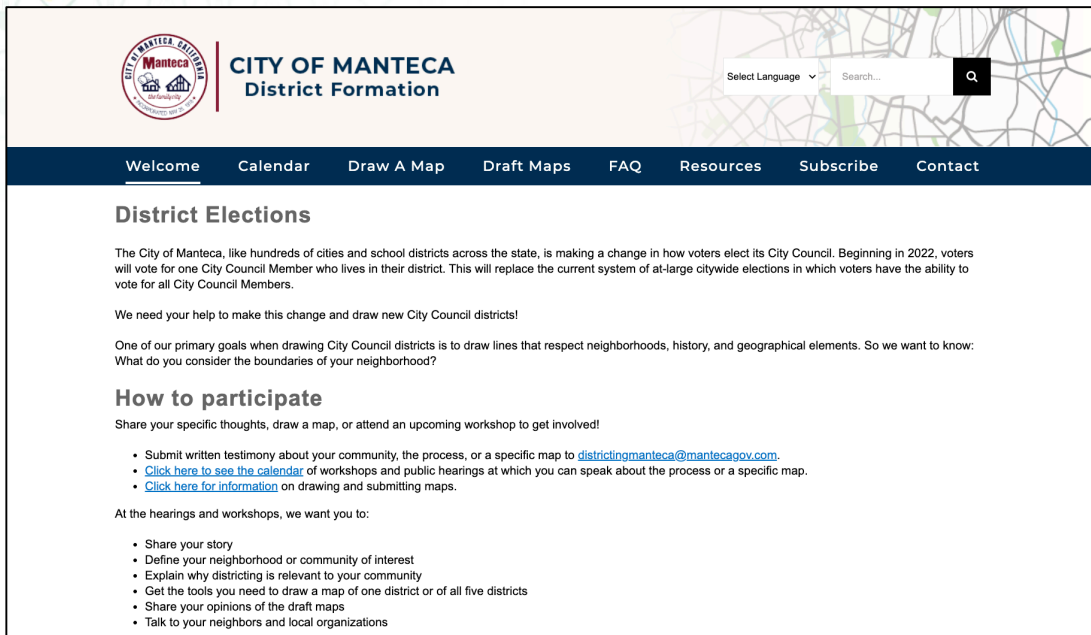 CITY OF MANTECA, CALIFORNIA
Manteca
the family city
CITY OF MANTECA
District Formation
Select Language
Search...
Welcome
Calendar
Draw A Map
Draft Maps
FAQ
Resources
Subscribe
Contact
District Elections
The City of Manteca, like hundreds of cities and school districts across the state, is making a change in how voters elect its City Council. Beginning in 2022, voters
will vote for one City Council Member who lives in their district. This will replace the current system of at-large citywide elections in which voters have the ability to
vote for all City Council Members.
We need your help to make this change and draw new City Council districts!
One of our primary goals when drawing City Council districts is to draw lines that respect neighborhoods, history, and geographical elements. So we want to know:
What do you consider the boundaries of your neighborhood?
How to participate
Share your specific thoughts, draw a map, or attend an upcoming workshop to get involved!
• Submit written testimony about your community, the process, or a specific map to districtingmanteca@mantecagov.com.
• Click here to see the calendar of workshops and public hearings at which you can speak about the process or a specific map.
• Click here for information on drawing and submitting maps.
At the hearings and workshops, we want you to:
• Share your story
• Define your neighborhood or community of interest
• Explain why districting is relevant to your community
• Get the tools you need to draw a map of one district or of all five districts
• Share your opinions of the draft maps
• Talk to your neighbors and local organizations